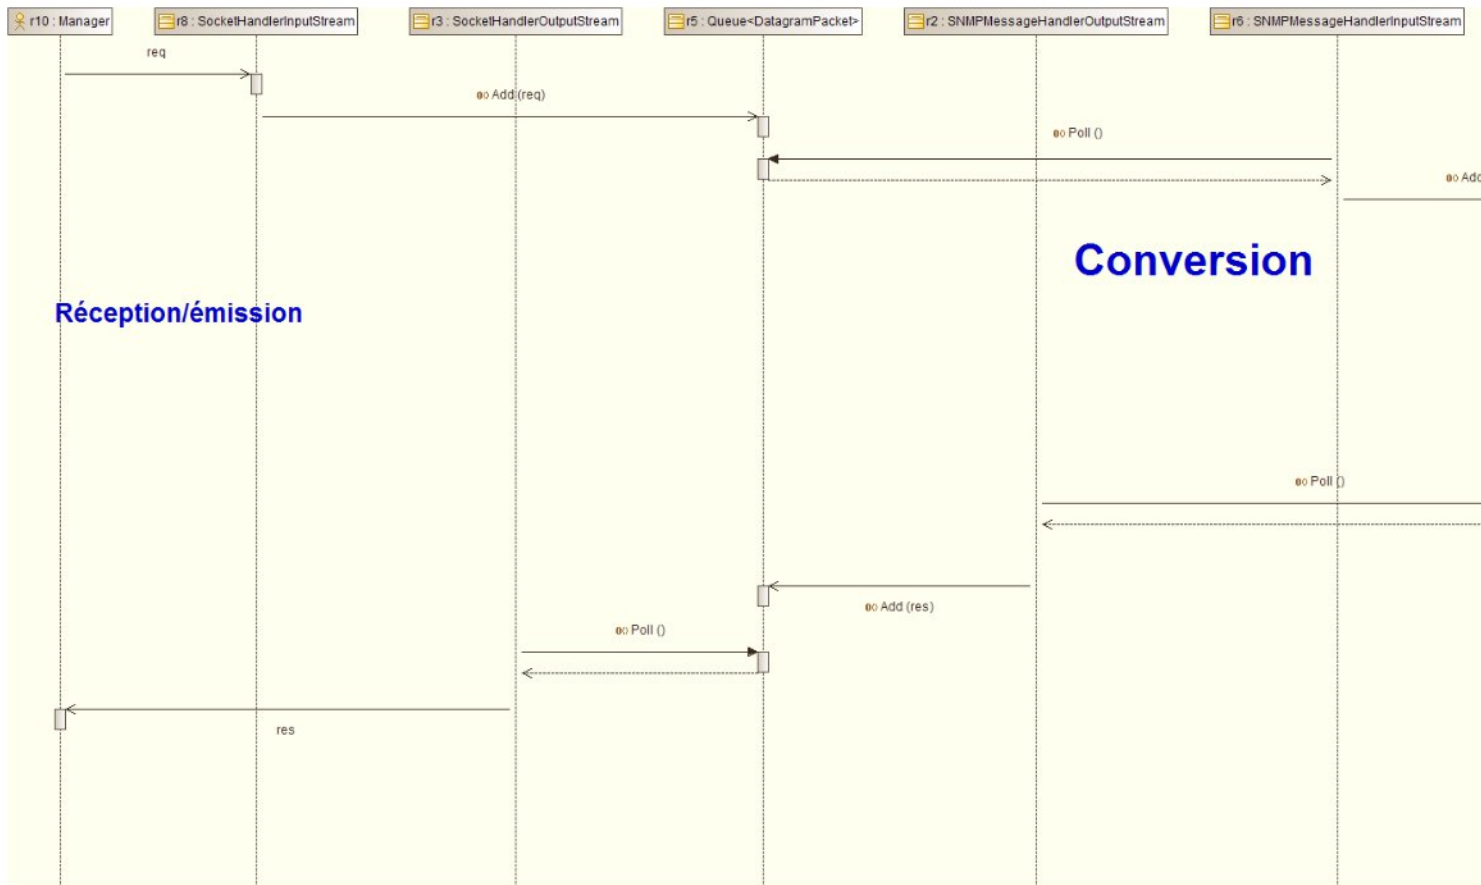 r10 : Manager
r8 : SocketHandlerInputStream
r3 : SocketHandlerOutputStream
r5 : Queue<DatagramPacket>
r2 : SNMPMessageHandlerOutputStream
r6 : SNMPMessageHandlerInputStream
req
Add (req)
Poll ()
Add
Conversion
Réception/émission
Poll ()
Add (res)
Poll ()
res